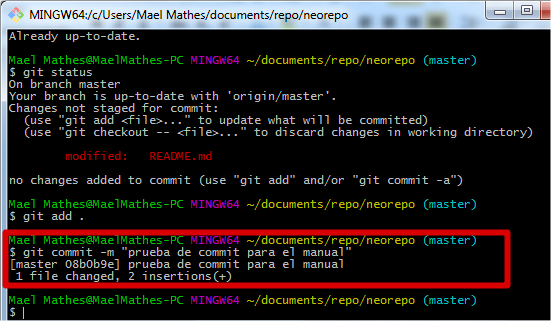 MINGW64:/c/Users/Mael Mathes/documents/repo/neorepo
Already up-to-date.
Mael Mathes@MaelMathes-PC MINGW64 ~/documents/repo/neorepo (master)
$ git status
On branch master
Your branch is up-to-date with 'origin/master'.
Changes not staged for commit:
  (use "git add <file>..." to update what will be committed)
  (use "git checkout -- <file>..." to discard changes in working directory)
        modified:   README.md
no changes added to commit (use "git add" and/or "git commit -a")
Mael Mathes@MaelMathes-PC MINGW64 ~/documents/repo/neorepo (master)
$ git add .
Mael Mathes@MaelMathes-PC MINGW64 ~/documents/repo/neorepo (master)
$ git commit -m "prueba de commit para el manual"
[master 08b0b9e] prueba de commit para el manual
 1 file changed, 2 insertions(+)
Mael Mathes@MaelMathes-PC MINGW64 ~/documents/repo/neorepo (master)
$